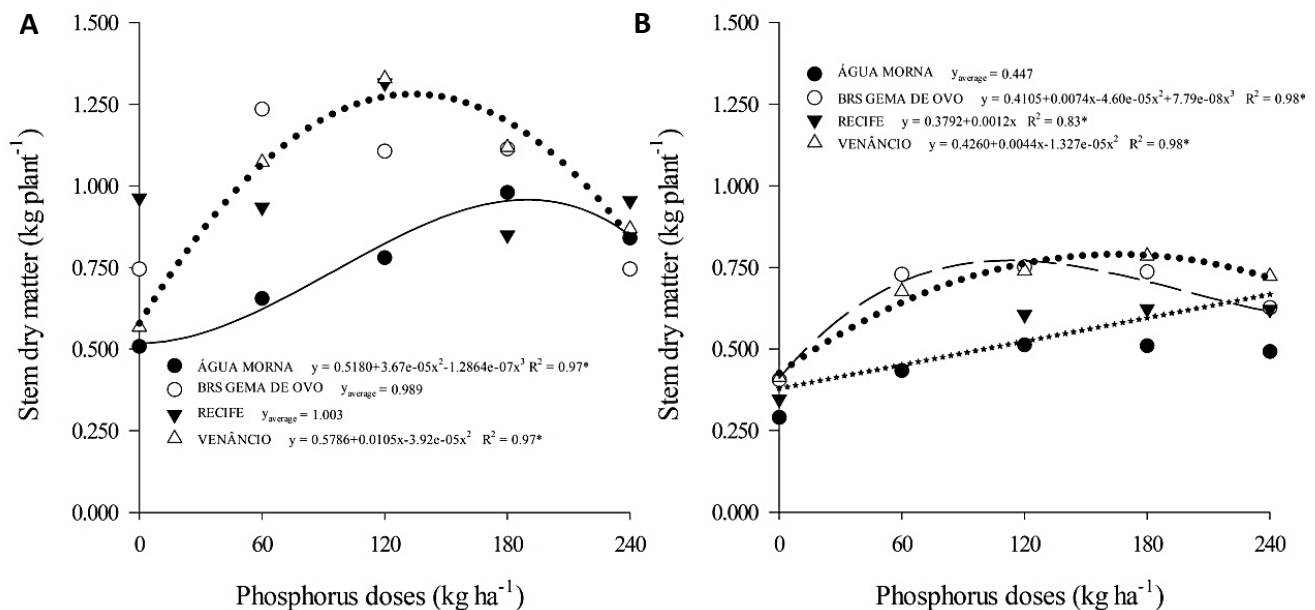 A
Stem dry matter (kg plant⁻¹)
1.500
1.250
1.000
0.750
0.500
0.250
0.000
ÁGUA MORNA y = 0.5180+3.67e-05x²-1.2864e-07x³ R² = 0.97*
BRS GEMA DE OVO y average = 0.989
RECIFE y average = 1.003
VENÂNCIO y = 0.5786+0.0105x-3.92e-05x² R² = 0.97*
0 60 120 180 240
Phosphorus doses (kg ha⁻¹)
B
Stem dry matter (kg plant⁻¹)
1.500
1.250
1.000
0.750
0.500
0.250
0.000
ÁGUA MORNA y average = 0.447
BRS GEMA DE OVO y = 0.4105+0.0074x-4.60e-05x²+7.79e-08x³ R² = 0.98*
RECIFE y = 0.3792+0.0012x R² = 0.83*
VENÂNCIO y = 0.4260+0.0044x-1.327e-05x² R² = 0.98*
0 60 120 180 240
Phosphorus doses (kg ha⁻¹)